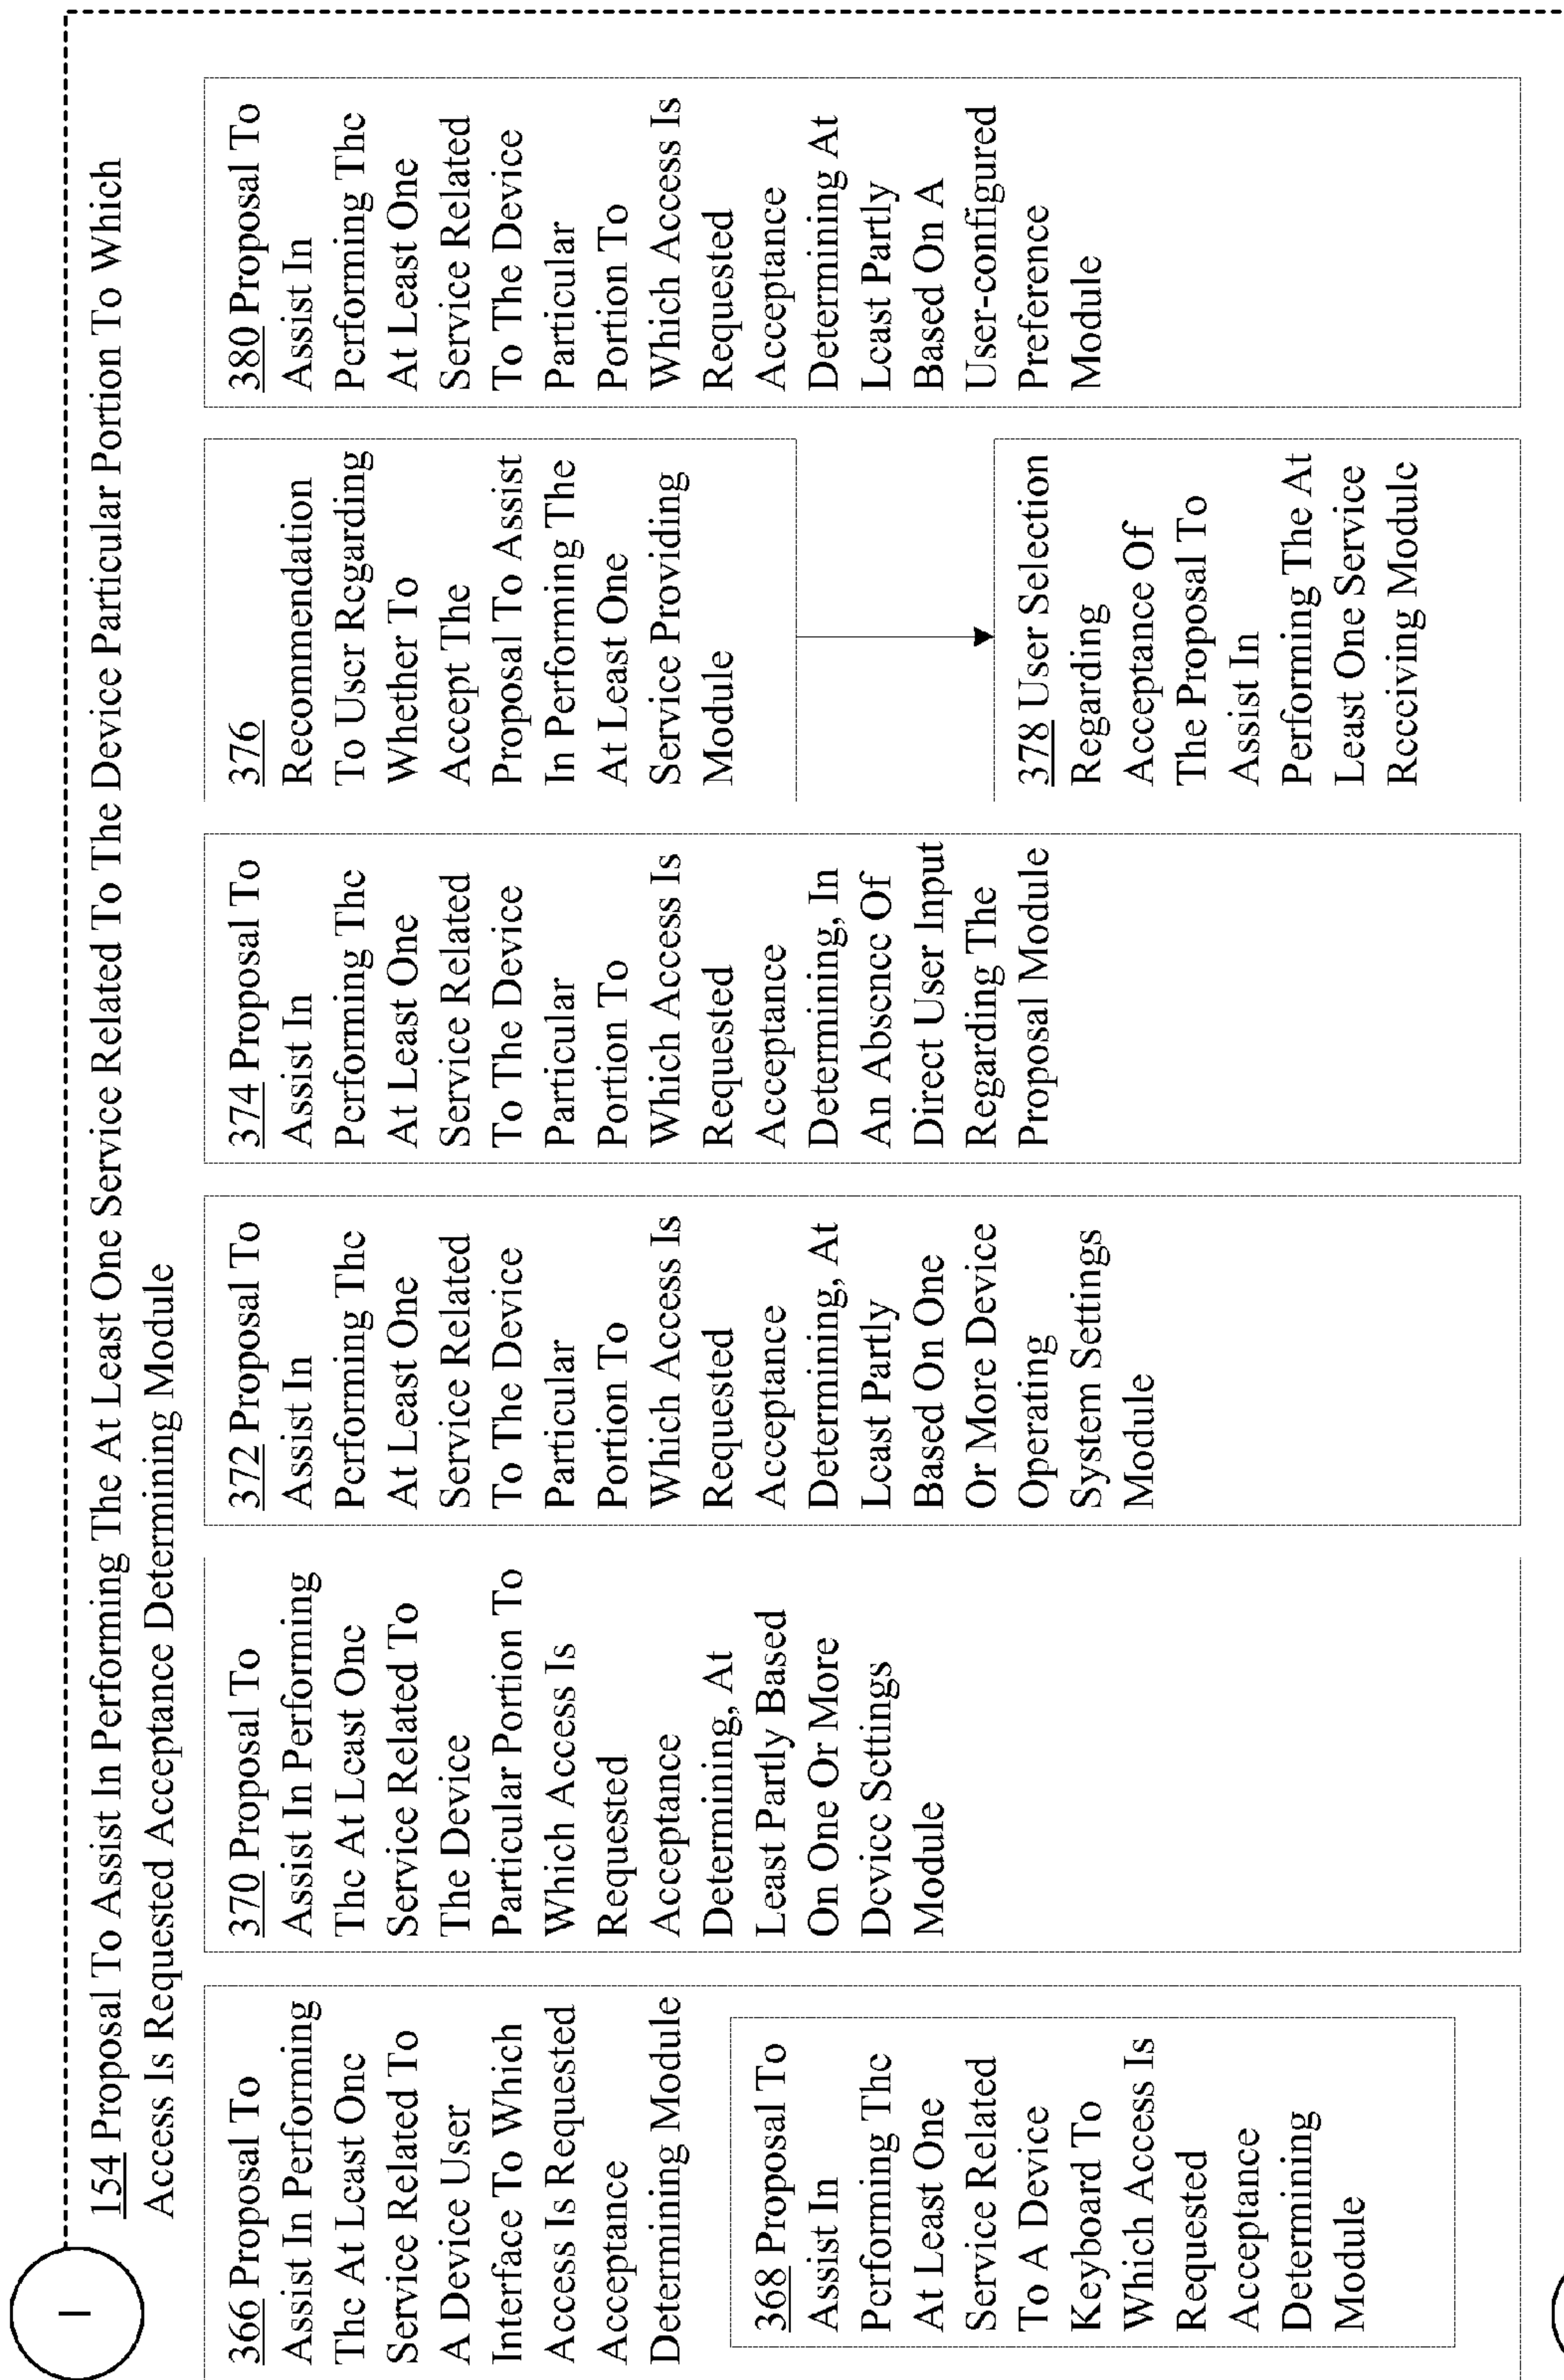 I
154 Proposal To Assist In Performing The At Least One Service Related To The Device Particular Portion To Which
Access Is Requested Acceptance Determining Module
366 Proposal To
Assist In Performing
The At Least One
Service Related To
A Device User
Interface To Which
Access Is Requested
Acceptance
Determining Module
368 Proposal To
Assist In
Performing The
At Least One
Service Related
To A Device
Keyboard To
Which Access Is
Requested
Acceptance
Determining
Module
370 Proposal To
Assist In Performing
The At Least One
Service Related To
The Device
Particular Portion To
Which Access Is
Requested
Acceptance
Determining, At
Least Partly Based
On One Or More
Device Settings
Module
372 Proposal To
Assist In
Performing The
At Least One
Service Related
To The Device
Particular
Portion To
Which Access Is
Requested
Acceptance
Determining, At
Least Partly
Based On One
Or More Device
Operating
System Settings
Module
374 Proposal To
Assist In
Performing The
At Least One
Service Related
To The Device
Particular
Portion To
Which Access Is
Requested
Acceptance
Determining, In
An Absence Of
Direct User Input
Regarding The
Proposal Module
376
Recommendation
To User Regarding
Whether To
Accept The
Proposal To Assist
In Performing The
At Least One
Service Providing
Module
378 User Selection
Regarding
Acceptance Of
The Proposal To
Assist In
Performing The At
Least One Service
Receiving Module
380 Proposal To
Assist In
Performing The
At Least One
Service Related
To The Device
Particular
Portion To
Which Access Is
Requested
Acceptance
Determining At
Least Partly
Based On A
User-configured
Preference
Module